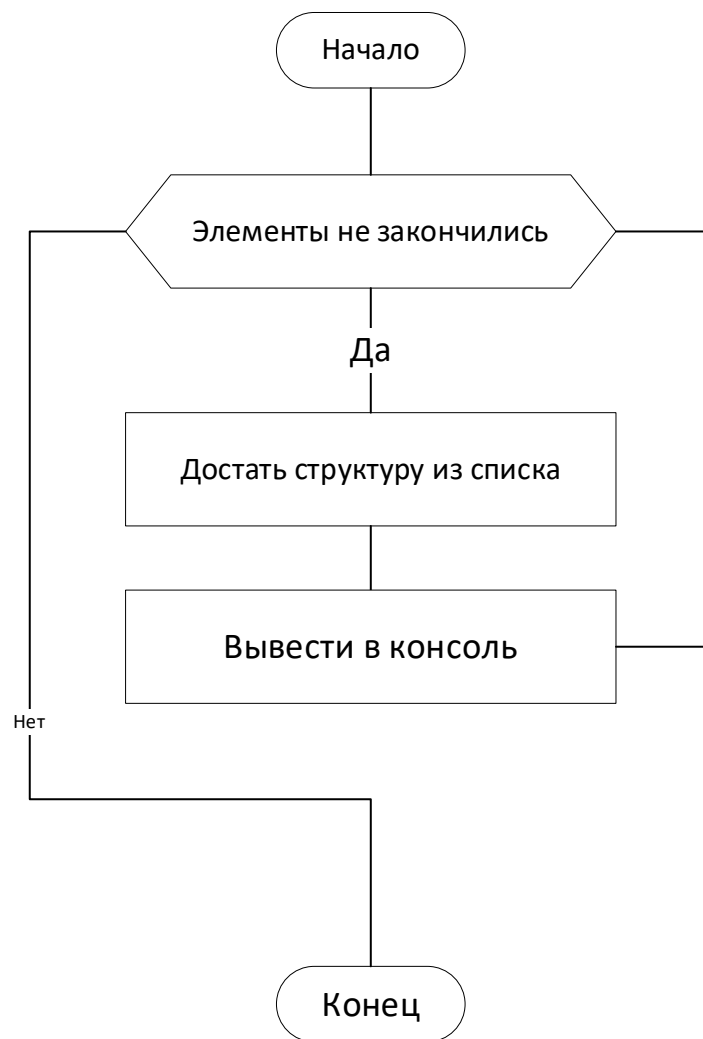 Начало
Элементы не закончились
Да
Достать структуру из списка
Вывести в консоль
Нет
Конец